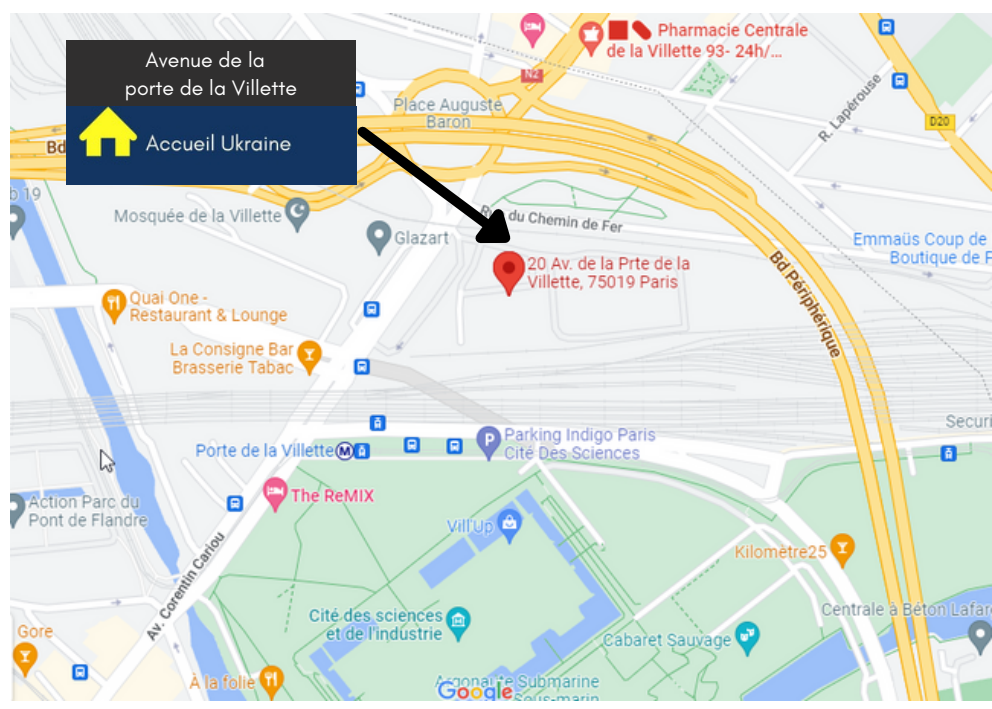 Pharmacie Centrale
de la Villette 93- 24h/...
Avenue de la
porte de la Villette
Accueil Ukraine
N2
Place Auguste
Baron
R. Lapérouse
D20
Bd
Mosquée de la Villette
Glazart
du Chemin de Fer
Emmaüs Coup de
Boutique de F
20 Av. de la Prte de la
Villette, 75019 Paris
Bd Périphérique
Quai One -
Restaurant & Lounge
La Consigne Bar
Brasserie Tabac
Securi
Parking Indigo Paris
Cité Des Sciences
P
Porte de la Villette
M
The ReMIX
Action Parc du
Pont de Flandre
Vill'Up
Kilomètre25
Av. Corentin Cariou
Cité des sciences
et de l'industrie
Centrale à Béton Lafar
Cabaret Sauvage
Gore
À la folie
Argonaute Submarine
Sous-marin
Google